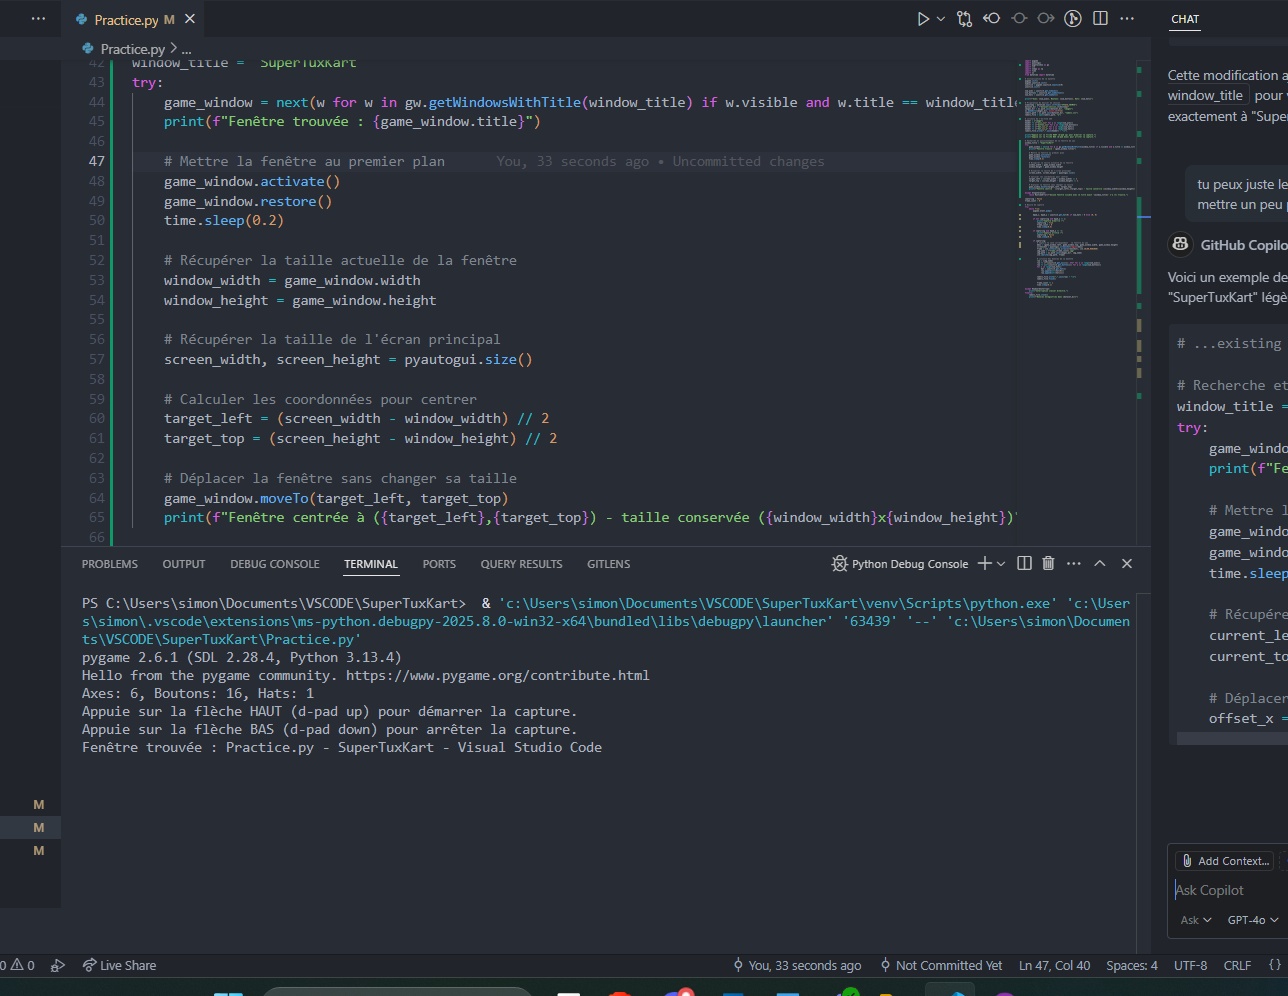 Practice.py M
CHAT
Practice.py > ...
42 window_title = "SuperTuxKart"
43 try:
44 game_window = next(w for w in gw.getWindowsWithTitle(window_title) if w.visible and w.title == window_titl
45 print(f"Fenêtre trouvée : {game_window.title}")
46
47 # Mettre la fenêtre au premier plan You, 33 seconds ago • Uncommitted changes
48 game_window.activate()
49 game_window.restore()
50 time.sleep(0.2)
51
52 # Récupérer la taille actuelle de la fenêtre
53 window_width = game_window.width
54 window_height = game_window.height
55
56 # Récupérer la taille de l'écran principal
57 screen_width, screen_height = pyautogui.size()
58
59 # Calculer les coordonnées pour centrer
60 target_left = (screen_width - window_width) // 2
61 target_top = (screen_height - window_height) // 2
62
63 # Déplacer la fenêtre sans changer sa taille
64 game_window.moveTo(target_left, target_top)
65 print(f"Fenêtre centrée à ({target_left},{target_top}) - taille conservée ({window_width}x{window_height})"
66
PROBLEMS OUTPUT DEBUG CONSOLE TERMINAL PORTS QUERY RESULTS GITLENS Python Debug Console
PS C:\Users\simon\Documents\VSCODE\SuperTuxKart> & 'c:\Users\simon\Documents\VSCODE\SuperTuxKart\venv\Scripts\python.exe' 'c:\User
s\simon\.vscode\extensions\ms-python.debugpy-2025.8.0-win32-x64\bundled\libs\debugpy\launcher' '63439' '--' 'c:\Users\simon\Documen
ts\VSCODE\SuperTuxKart\Practice.py'
pygame 2.6.1 (SDL 2.28.4, Python 3.13.4)
Hello from the pygame community. https://www.pygame.org/contribute.html
Axes: 6, Boutons: 16, Hats: 1
Appuie sur la flèche HAUT (d-pad up) pour démarrer la capture.
Appuie sur la flèche BAS (d-pad down) pour arrêter la capture.
Fenêtre trouvée : Practice.py - SuperTuxKart - Visual Studio Code
M
M
M
Cette modification a
window_title pour
exactement à "Super
tu peux juste le
mettre un peu
GitHub Copilo
Voici un exemple de
"SuperTuxKart" légè
# ...existing
# Recherche et
window_title =
try:
game_windo
print(f"Fe
# Mettre l
game_windo
game_windo
time.sleep
# Récupére
current_le
current_to
# Déplacer
offset_x =
Add Context...
Ask Copilot
Ask GPT-4o
0 0 Live Share You, 33 seconds ago Not Committed Yet Ln 47, Col 40 Spaces: 4 UTF-8 CRLF {}